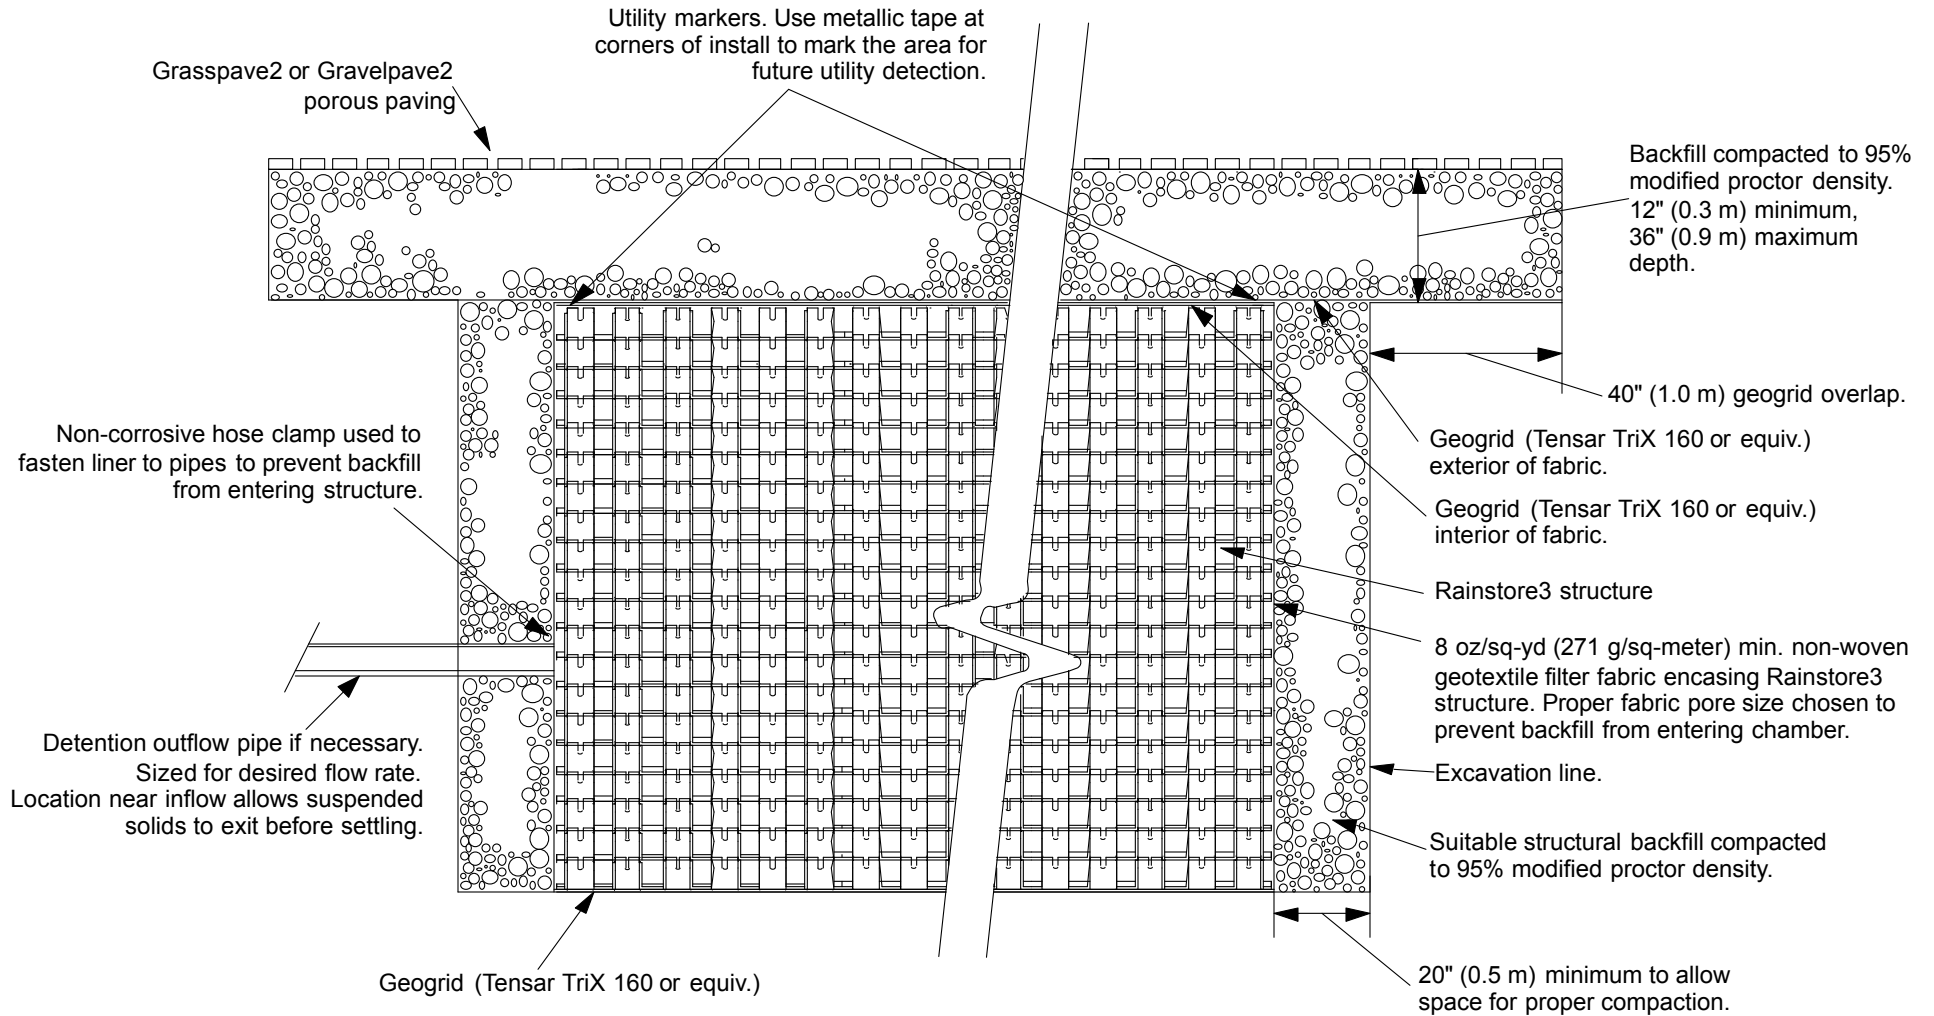 Utility markers. Use metallic tape at
corners of install to mark the area for
future utility detection.
Grasspave2 or Gravelpave2
porous paving
Backfill compacted to 95%
modified proctor density.
12" (0.3 m) minimum,
36" (0.9 m) maximum
depth.
40" (1.0 m) geogrid overlap.
Geogrid (Tensar TriX 160 or equiv.)
exterior of fabric.
Geogrid (Tensar TriX 160 or equiv.)
interior of fabric.
Rainstore3 structure
8 oz/sq-yd (271 g/sq-meter) min. non-woven
geotextile filter fabric encasing Rainstore3
structure. Proper fabric pore size chosen to
prevent backfill from entering chamber.
Excavation line.
Suitable structural backfill compacted
to 95% modified proctor density.
20" (0.5 m) minimum to allow
space for proper compaction.
Non-corrosive hose clamp used to
fasten liner to pipes to prevent backfill
from entering structure.
Detention outflow pipe if necessary.
Sized for desired flow rate.
Location near inflow allows suspended
solids to exit before settling.
Geogrid (Tensar TriX 160 or equiv.)